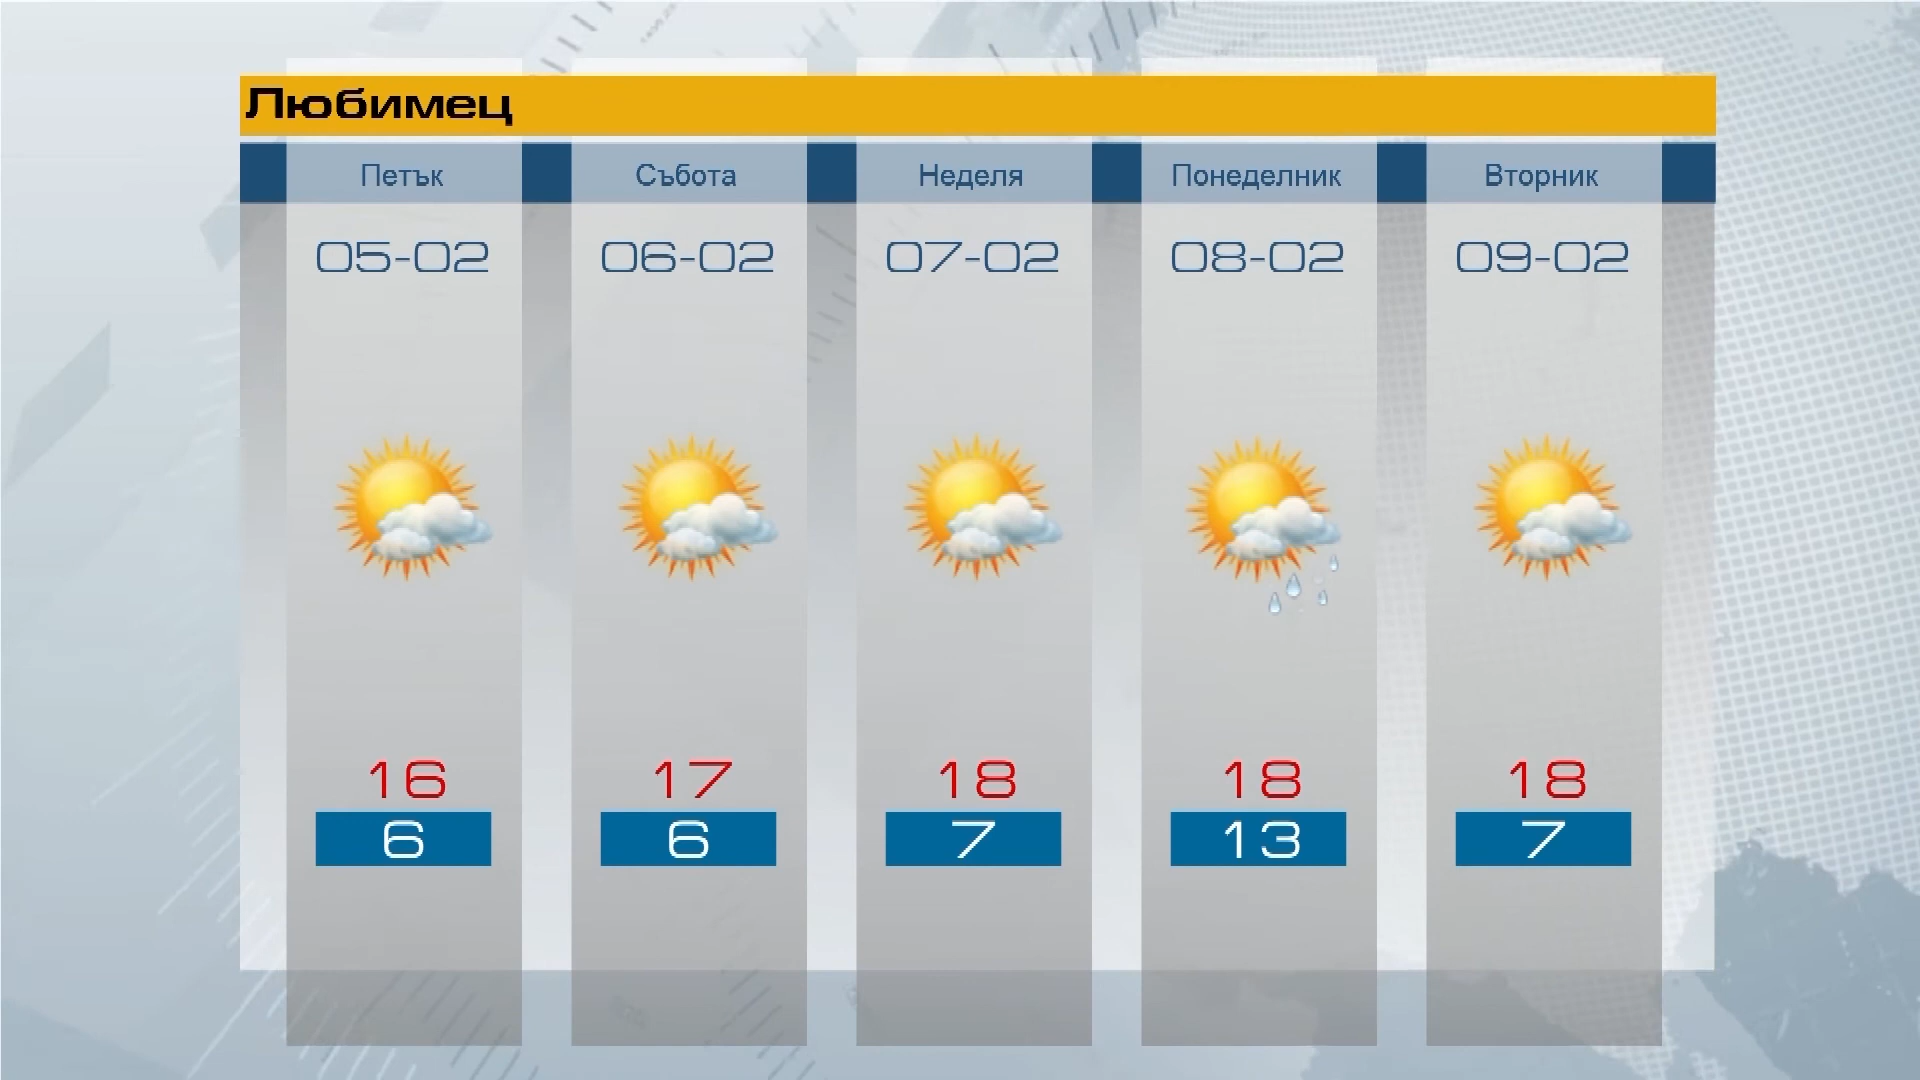 Любимец
Петък Събота Неделя Понеделник Вторник
05-02 06-02 07-02 08-02 09-02
16 17 18 18 18
6 6 7 13 7